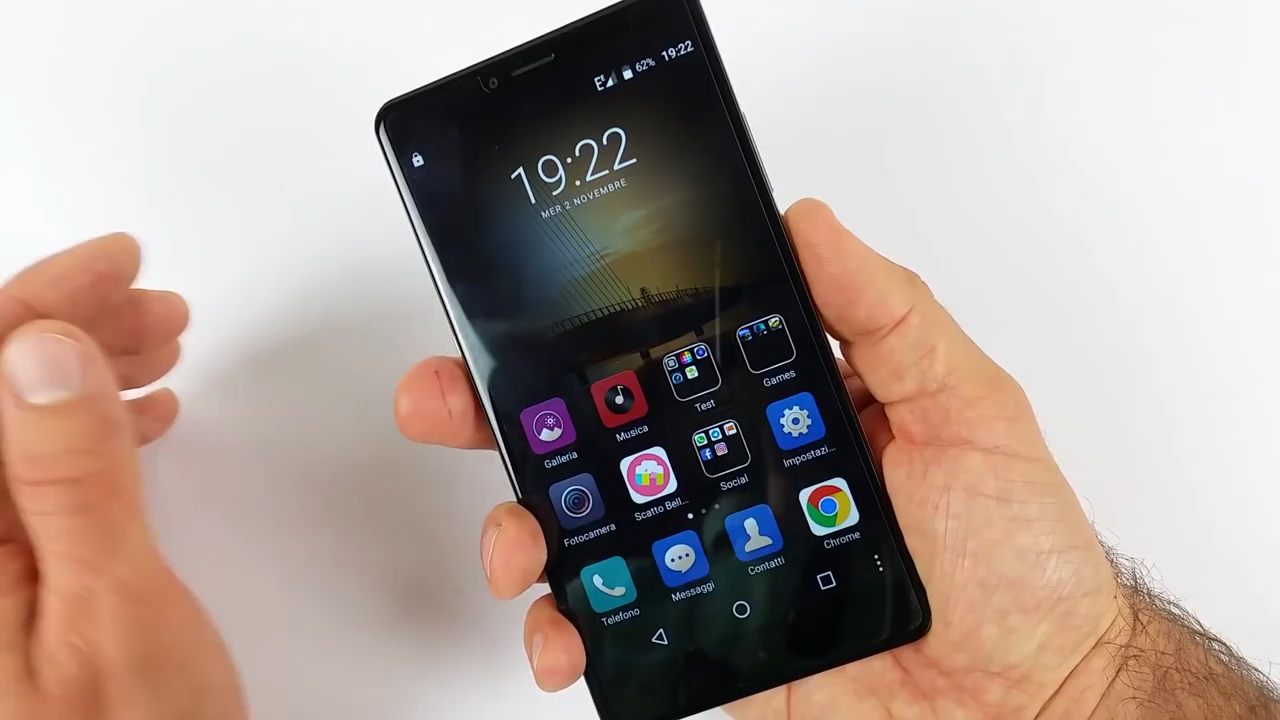 E 62% 19:22
19:22
MER 2 NOVEMBRE
Galleria
Musica
Test
Games
Fotocamera
Scatto Bell...
Social
Impostazi...
Telefono
Messaggi
Contatti
Chrome